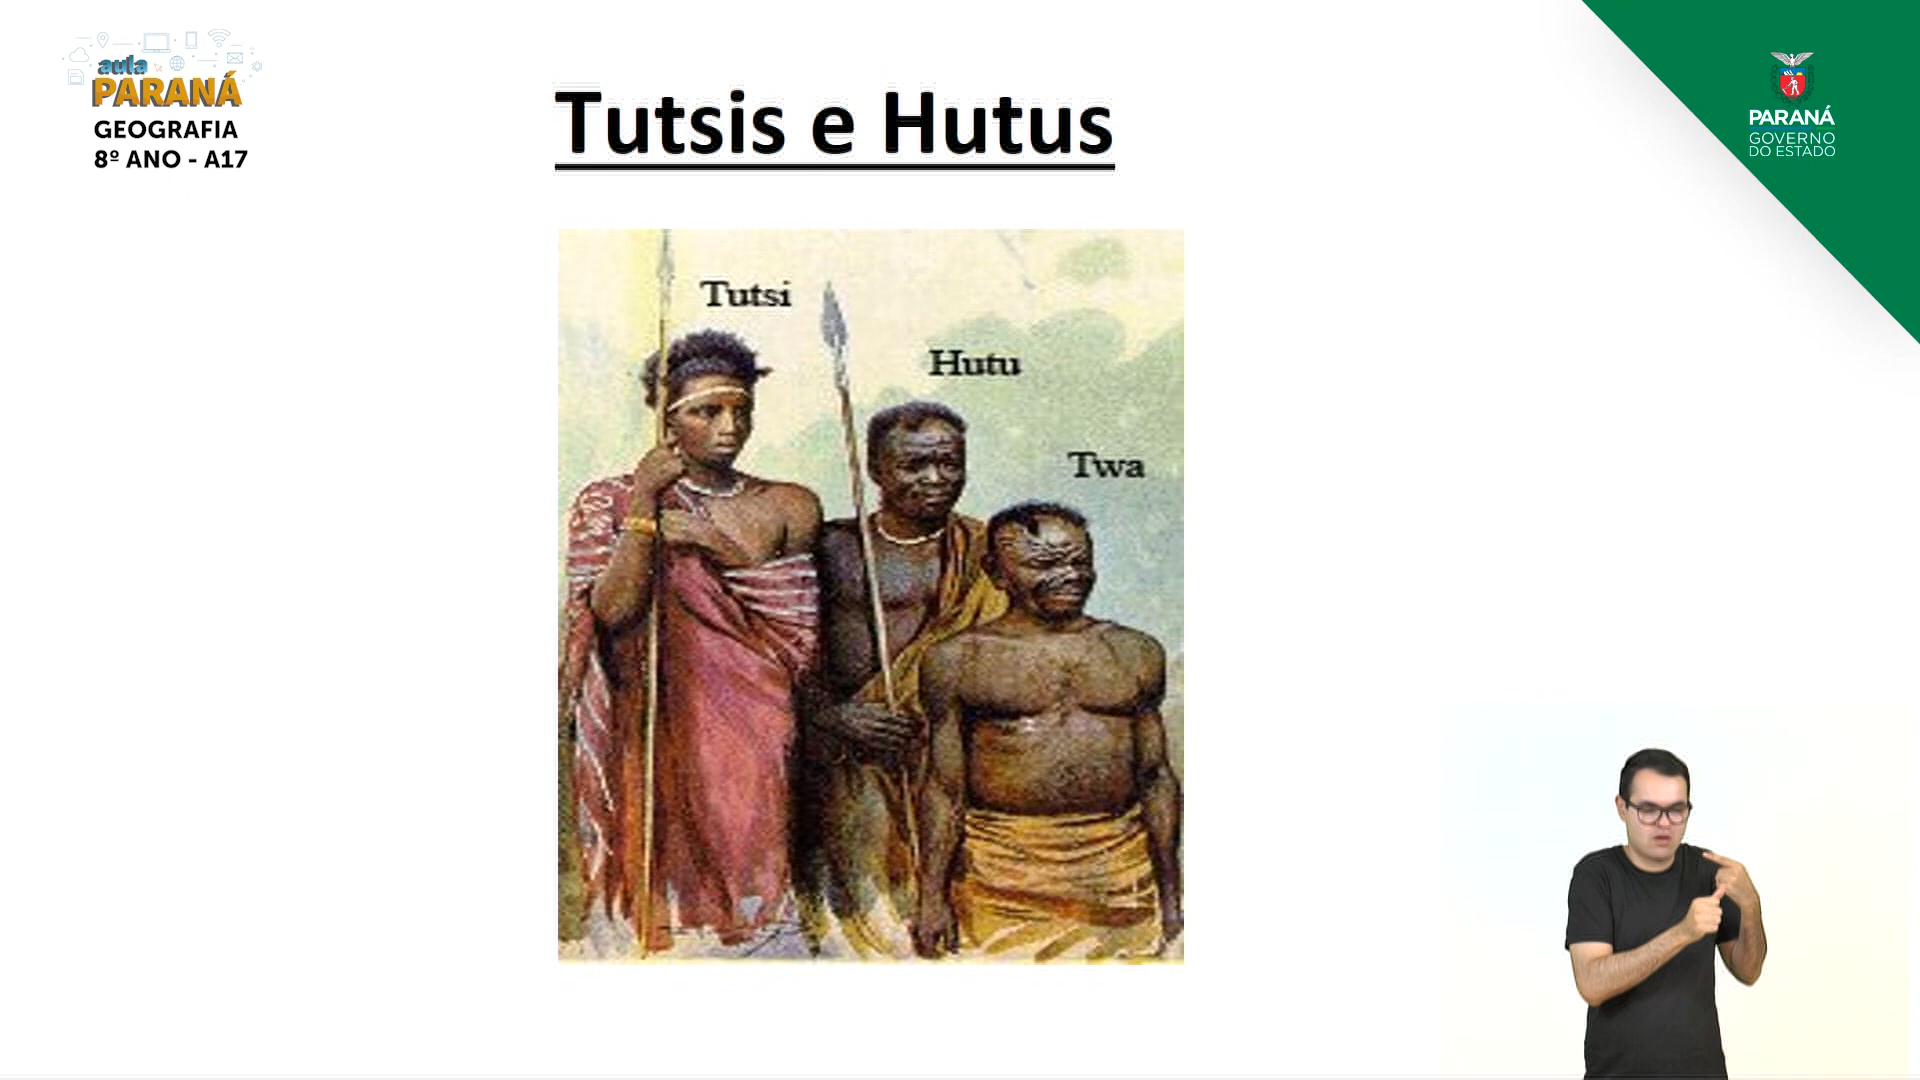 aula
PARANÁ
GEOGRAFIA
8º ANO - A17
Tutsis e Hutus
PARANÁ
GOVERNO
DO ESTADO
Tutsi
Hutu
Twa